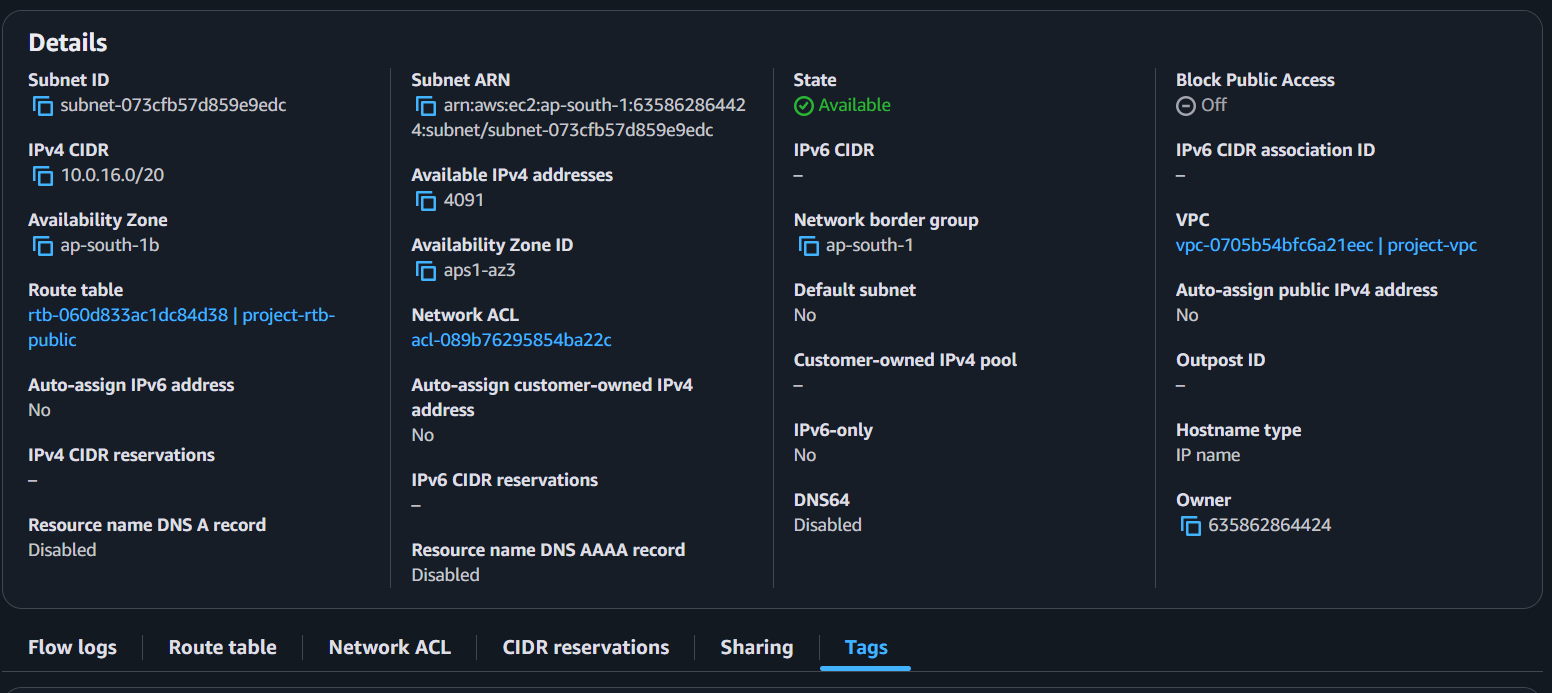 Details
Subnet ID
subnet-073cfb57d859e9edc
IPv4 CIDR
10.0.16.0/20
Availability Zone
ap-south-1b
Route table
rtb-060d833ac1dc84d38 | project-rtb-
public
Auto-assign IPv6 address
No
IPv4 CIDR reservations
–
Resource name DNS A record
Disabled
Subnet ARN
arn:aws:ec2:ap-south-1:63586286442
4:subnet/subnet-073cfb57d859e9edc
Available IPv4 addresses
4091
Availability Zone ID
aps1-az3
Network ACL
acl-089b76295854ba22c
Auto-assign customer-owned IPv4
address
No
IPv6 CIDR reservations
–
Resource name DNS AAAA record
Disabled
State
Available
IPv6 CIDR
–
Network border group
ap-south-1
Default subnet
No
Customer-owned IPv4 pool
–
IPv6-only
No
DNS64
Disabled
Block Public Access
Off
IPv6 CIDR association ID
–
VPC
vpc-0705b54bfc6a21eec | project-vpc
Auto-assign public IPv4 address
No
Outpost ID
–
Hostname type
IP name
Owner
635862864424
Flow logs
Route table
Network ACL
CIDR reservations
Sharing
Tags